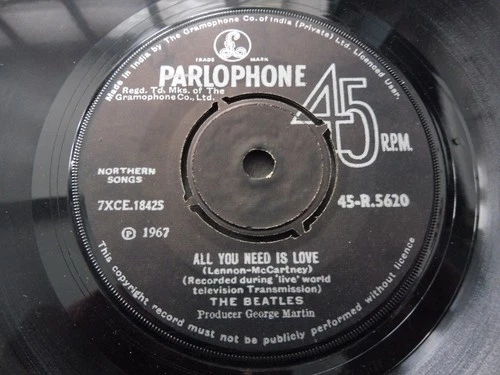 Made in India by The Gramophone Co. of India (Private) Ltd. Licenced User.
TRADE MARK
PARLOPHONE
Regd. Td. Mks. of The
Gramophone Co., Ltd.
45 R.P.M.
NORTHERN
SONGS
7XCE.18425
45-R.5620
Ⓟ 1967
ALL YOU NEED IS LOVE
(Lennon-McCartney)
(Recorded during 'live' world
television Transmission)
THE BEATLES
Producer George Martin
This copyright record must not be publicly performed without licence